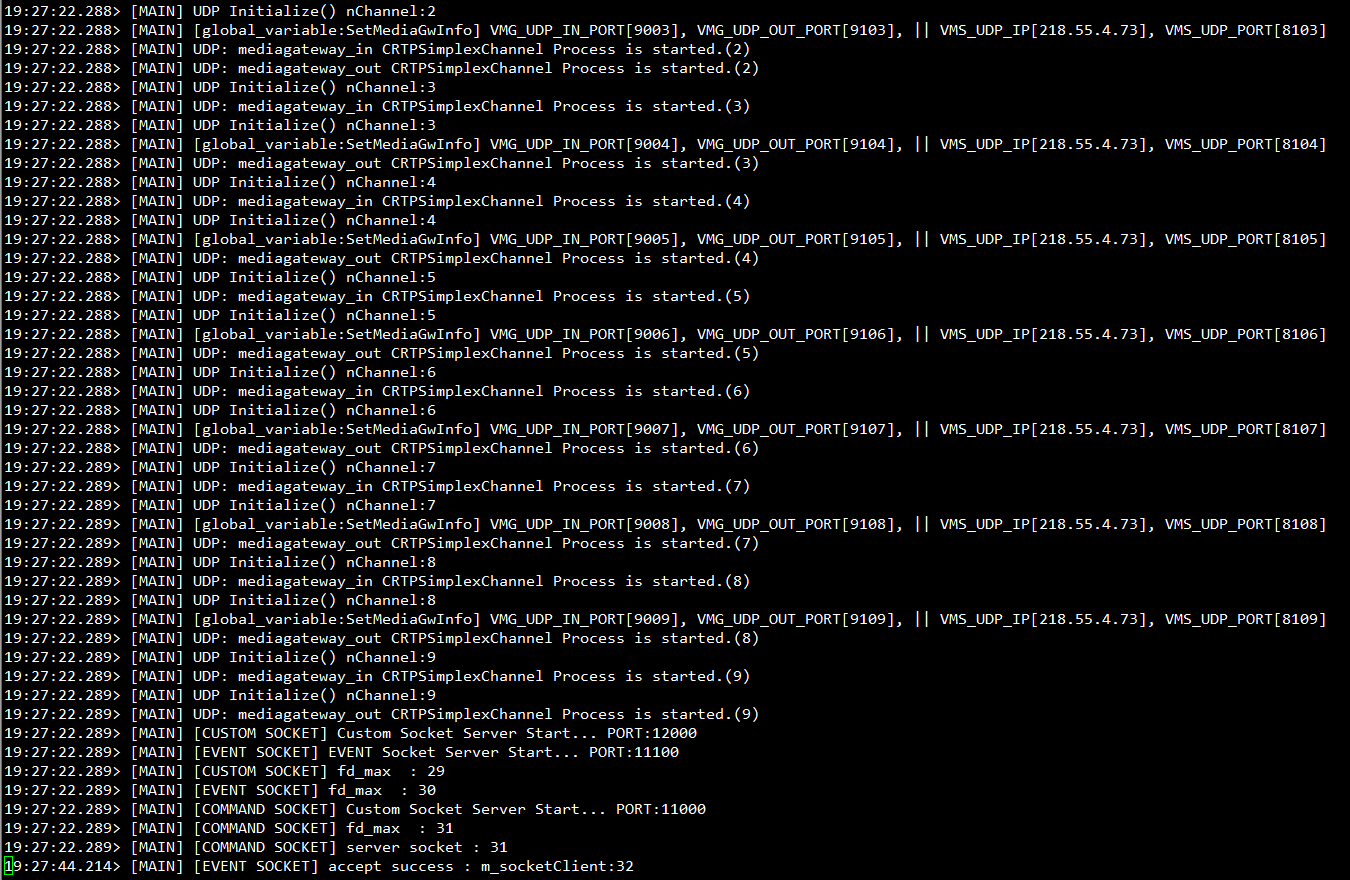 19:27:22.288> [MAIN] UDP Initialize() nChannel:2
19:27:22.288> [MAIN] [global_variable:SetMediaGwInfo] VMG_UDP_IN_PORT[9003], VMG_UDP_OUT_PORT[9103], || VMS_UDP_IP[218.55.4.73], VMS_UDP_PORT[8103]
19:27:22.288> [MAIN] UDP: mediagateway_in CRTPSimplexChannel Process is started.(2)
19:27:22.288> [MAIN] UDP: mediagateway_out CRTPSimplexChannel Process is started.(2)
19:27:22.288> [MAIN] UDP Initialize() nChannel:3
19:27:22.288> [MAIN] UDP: mediagateway_in CRTPSimplexChannel Process is started.(3)
19:27:22.288> [MAIN] UDP Initialize() nChannel:3
19:27:22.288> [MAIN] [global_variable:SetMediaGwInfo] VMG_UDP_IN_PORT[9004], VMG_UDP_OUT_PORT[9104], || VMS_UDP_IP[218.55.4.73], VMS_UDP_PORT[8104]
19:27:22.288> [MAIN] UDP: mediagateway_out CRTPSimplexChannel Process is started.(3)
19:27:22.288> [MAIN] UDP Initialize() nChannel:4
19:27:22.288> [MAIN] UDP: mediagateway_in CRTPSimplexChannel Process is started.(4)
19:27:22.288> [MAIN] UDP Initialize() nChannel:4
19:27:22.288> [MAIN] [global_variable:SetMediaGwInfo] VMG_UDP_IN_PORT[9005], VMG_UDP_OUT_PORT[9105], || VMS_UDP_IP[218.55.4.73], VMS_UDP_PORT[8105]
19:27:22.288> [MAIN] UDP: mediagateway_out CRTPSimplexChannel Process is started.(4)
19:27:22.288> [MAIN] UDP Initialize() nChannel:5
19:27:22.288> [MAIN] UDP: mediagateway_in CRTPSimplexChannel Process is started.(5)
19:27:22.288> [MAIN] UDP Initialize() nChannel:5
19:27:22.288> [MAIN] [global_variable:SetMediaGwInfo] VMG_UDP_IN_PORT[9006], VMG_UDP_OUT_PORT[9106], || VMS_UDP_IP[218.55.4.73], VMS_UDP_PORT[8106]
19:27:22.288> [MAIN] UDP: mediagateway_out CRTPSimplexChannel Process is started.(5)
19:27:22.288> [MAIN] UDP Initialize() nChannel:6
19:27:22.288> [MAIN] UDP: mediagateway_in CRTPSimplexChannel Process is started.(6)
19:27:22.288> [MAIN] UDP Initialize() nChannel:6
19:27:22.288> [MAIN] [global_variable:SetMediaGwInfo] VMG_UDP_IN_PORT[9007], VMG_UDP_OUT_PORT[9107], || VMS_UDP_IP[218.55.4.73], VMS_UDP_PORT[8107]
19:27:22.288> [MAIN] UDP: mediagateway_out CRTPSimplexChannel Process is started.(6)
19:27:22.289> [MAIN] UDP Initialize() nChannel:7
19:27:22.289> [MAIN] UDP: mediagateway_in CRTPSimplexChannel Process is started.(7)
19:27:22.289> [MAIN] UDP Initialize() nChannel:7
19:27:22.289> [MAIN] [global_variable:SetMediaGwInfo] VMG_UDP_IN_PORT[9008], VMG_UDP_OUT_PORT[9108], || VMS_UDP_IP[218.55.4.73], VMS_UDP_PORT[8108]
19:27:22.289> [MAIN] UDP: mediagateway_out CRTPSimplexChannel Process is started.(7)
19:27:22.289> [MAIN] UDP Initialize() nChannel:8
19:27:22.289> [MAIN] UDP: mediagateway_in CRTPSimplexChannel Process is started.(8)
19:27:22.289> [MAIN] UDP Initialize() nChannel:8
19:27:22.289> [MAIN] [global_variable:SetMediaGwInfo] VMG_UDP_IN_PORT[9009], VMG_UDP_OUT_PORT[9109], || VMS_UDP_IP[218.55.4.73], VMS_UDP_PORT[8109]
19:27:22.289> [MAIN] UDP: mediagateway_out CRTPSimplexChannel Process is started.(8)
19:27:22.289> [MAIN] UDP Initialize() nChannel:9
19:27:22.289> [MAIN] UDP: mediagateway_in CRTPSimplexChannel Process is started.(9)
19:27:22.289> [MAIN] UDP Initialize() nChannel:9
19:27:22.289> [MAIN] UDP: mediagateway_out CRTPSimplexChannel Process is started.(9)
19:27:22.289> [MAIN] [CUSTOM SOCKET] Custom Socket Server Start... PORT:12000
19:27:22.289> [MAIN] [EVENT SOCKET] EVENT Socket Server Start... PORT:11100
19:27:22.289> [MAIN] [CUSTOM SOCKET] fd_max  : 29
19:27:22.289> [MAIN] [EVENT SOCKET] fd_max  : 30
19:27:22.289> [MAIN] [COMMAND SOCKET] Custom Socket Server Start... PORT:11000
19:27:22.289> [MAIN] [COMMAND SOCKET] fd_max  : 31
19:27:22.289> [MAIN] [COMMAND SOCKET] server socket : 31
19:27:44.214> [MAIN] [EVENT SOCKET] accept success : m_socketClient:32